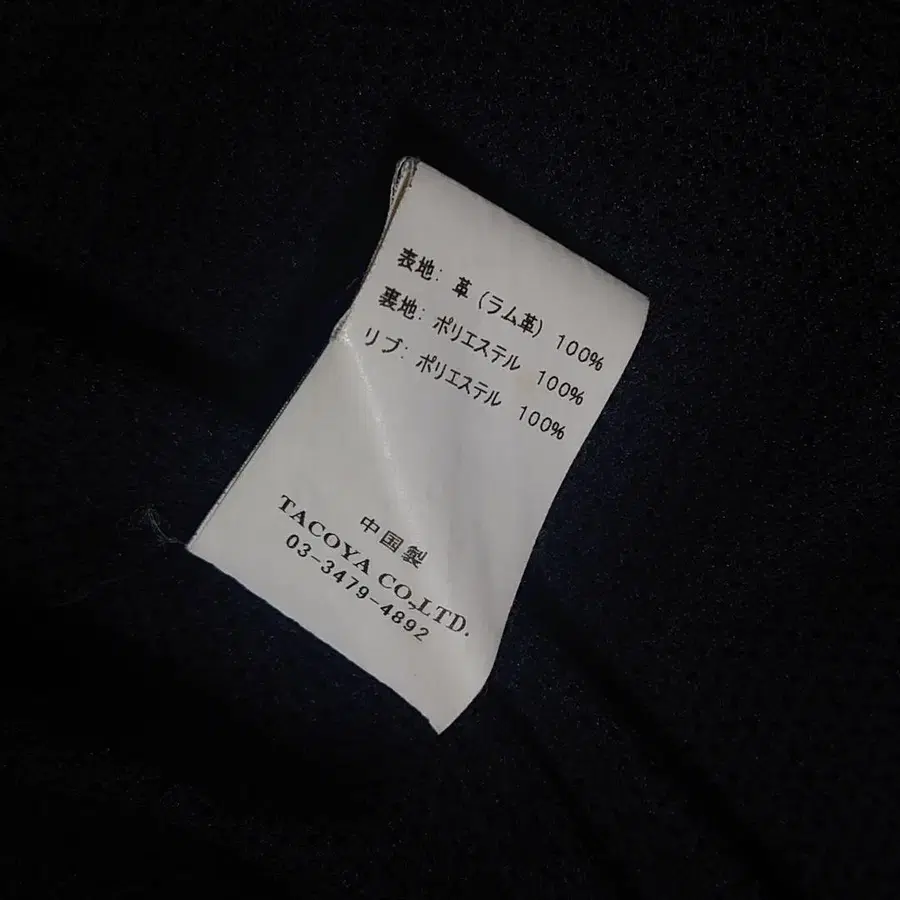 表地: 革 (ラム革) 100%
裏地: ポリエステル 100%
リブ: ポリエステル 100%
中国製
TACOYA CO,LTD.
03-3479-4892